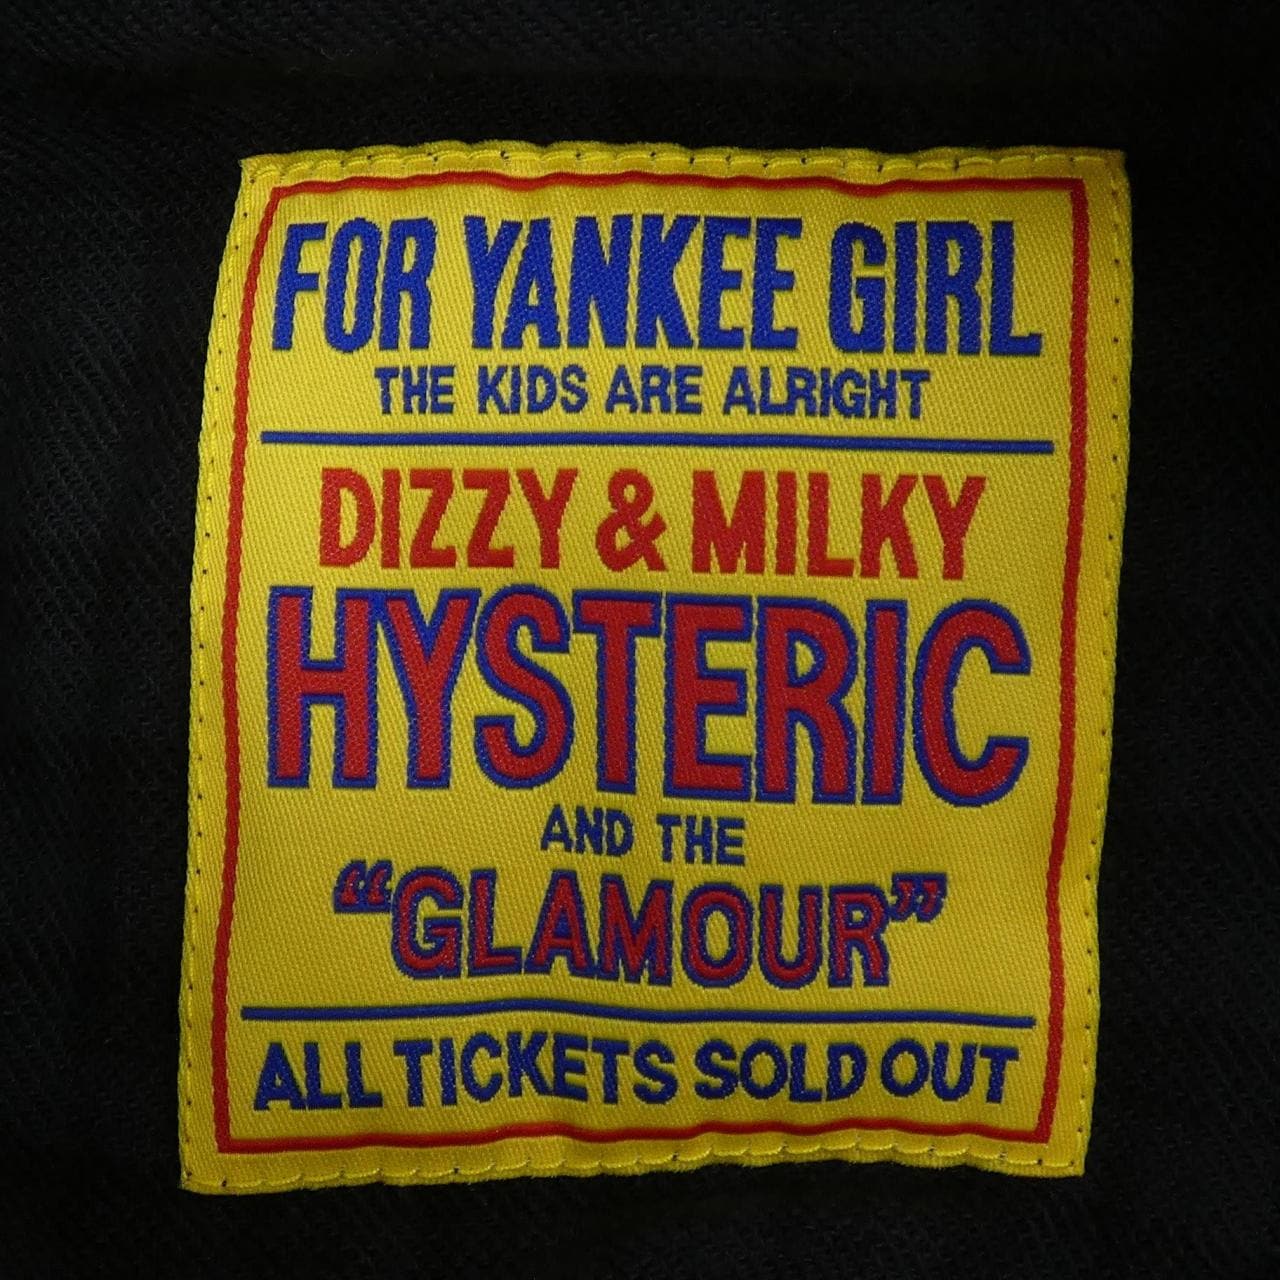 FOR YANKEE GIRL
THE KIDS ARE ALRIGHT
DIZZY & MILKY
HYSTERIC
AND THE
“GLAMOUR”
ALL TICKETS SOLD OUT